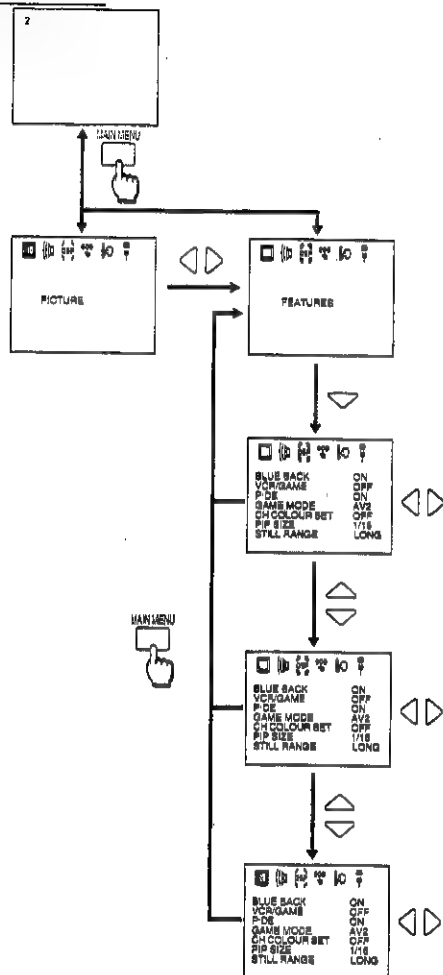 2
MAIN MENU
PICTURE
FEATURES
BLUE BACK ON
VCR/GAME OFF
P·DE ON
GAME MODE AV2
CH COLOUR SET OFF
PIP SIZE 1/16
STILL RANGE LONG
MAIN MENU
BLUE BACK ON
VCR/GAME OFF
P·DE ON
GAME MODE AV2
CH COLOUR SET OFF
PIP SIZE 1/16
STILL RANGE LONG
BLUE BACK ON
VCR/GAME OFF
P·DE ON
GAME MODE AV2
CH COLOUR SET OFF
PIP SIZE 1/16
STILL RANGE LONG